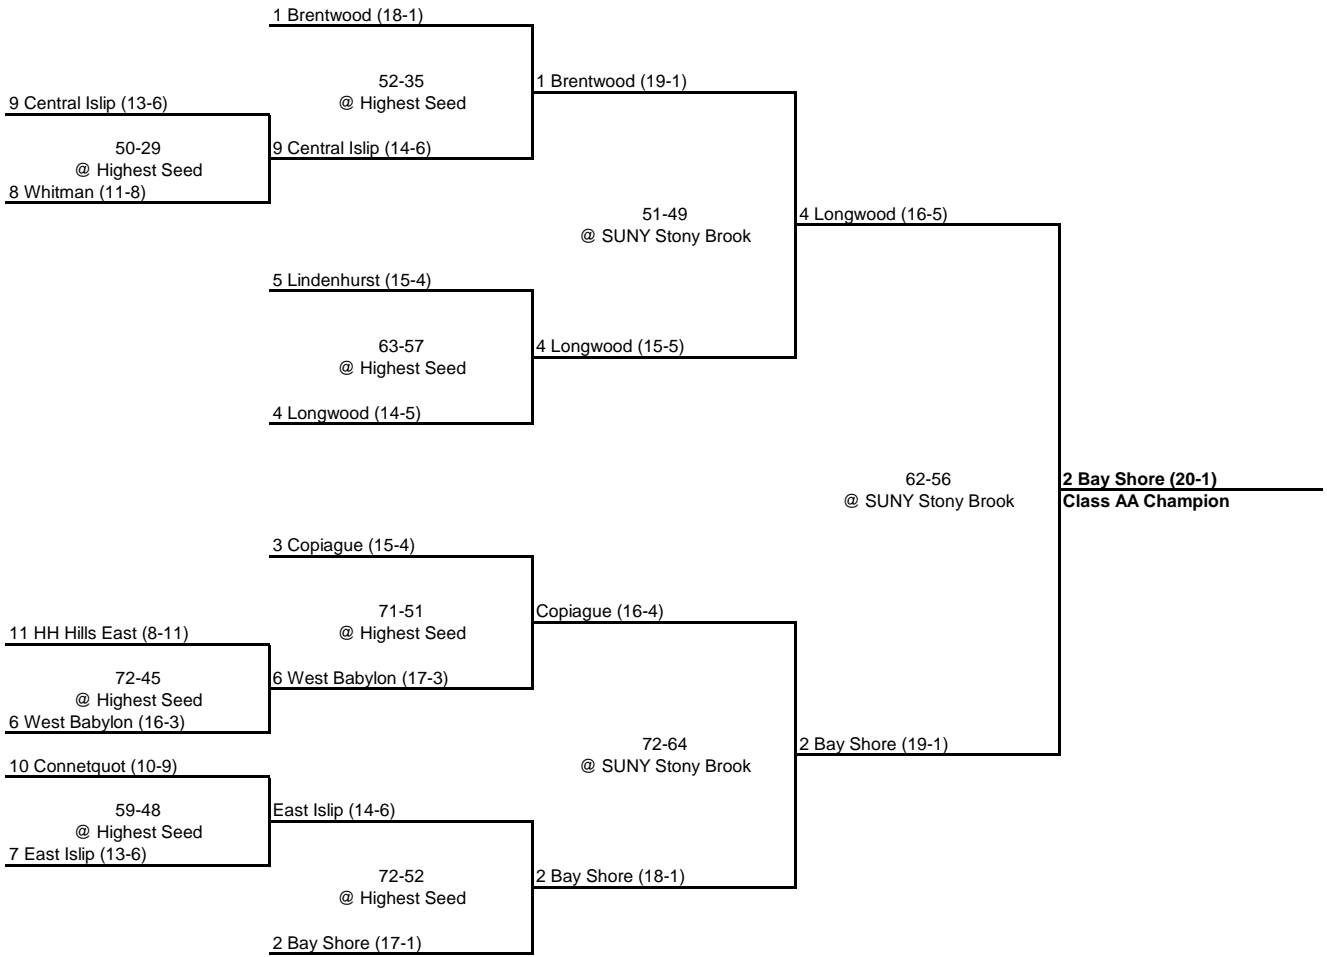 1 Brentwood (18-1)
52-35
@ Highest Seed
1 Brentwood (19-1)
9 Central Islip (13-6)
50-29
@ Highest Seed
9 Central Islip (14-6)
8 Whitman (11-8)
51-49
@ SUNY Stony Brook
4 Longwood (16-5)
5 Lindenhurst (15-4)
63-57
@ Highest Seed
4 Longwood (15-5)
4 Longwood (14-5)
62-56
@ SUNY Stony Brook
2 Bay Shore (20-1)
Class AA Champion
3 Copiague (15-4)
71-51
@ Highest Seed
Copiague (16-4)
11 HH Hills East (8-11)
72-45
@ Highest Seed
6 West Babylon (17-3)
6 West Babylon (16-3)
72-64
@ SUNY Stony Brook
2 Bay Shore (19-1)
10 Connetquot (10-9)
59-48
@ Highest Seed
East Islip (14-6)
7 East Islip (13-6)
72-52
@ Highest Seed
2 Bay Shore (18-1)
2 Bay Shore (17-1)